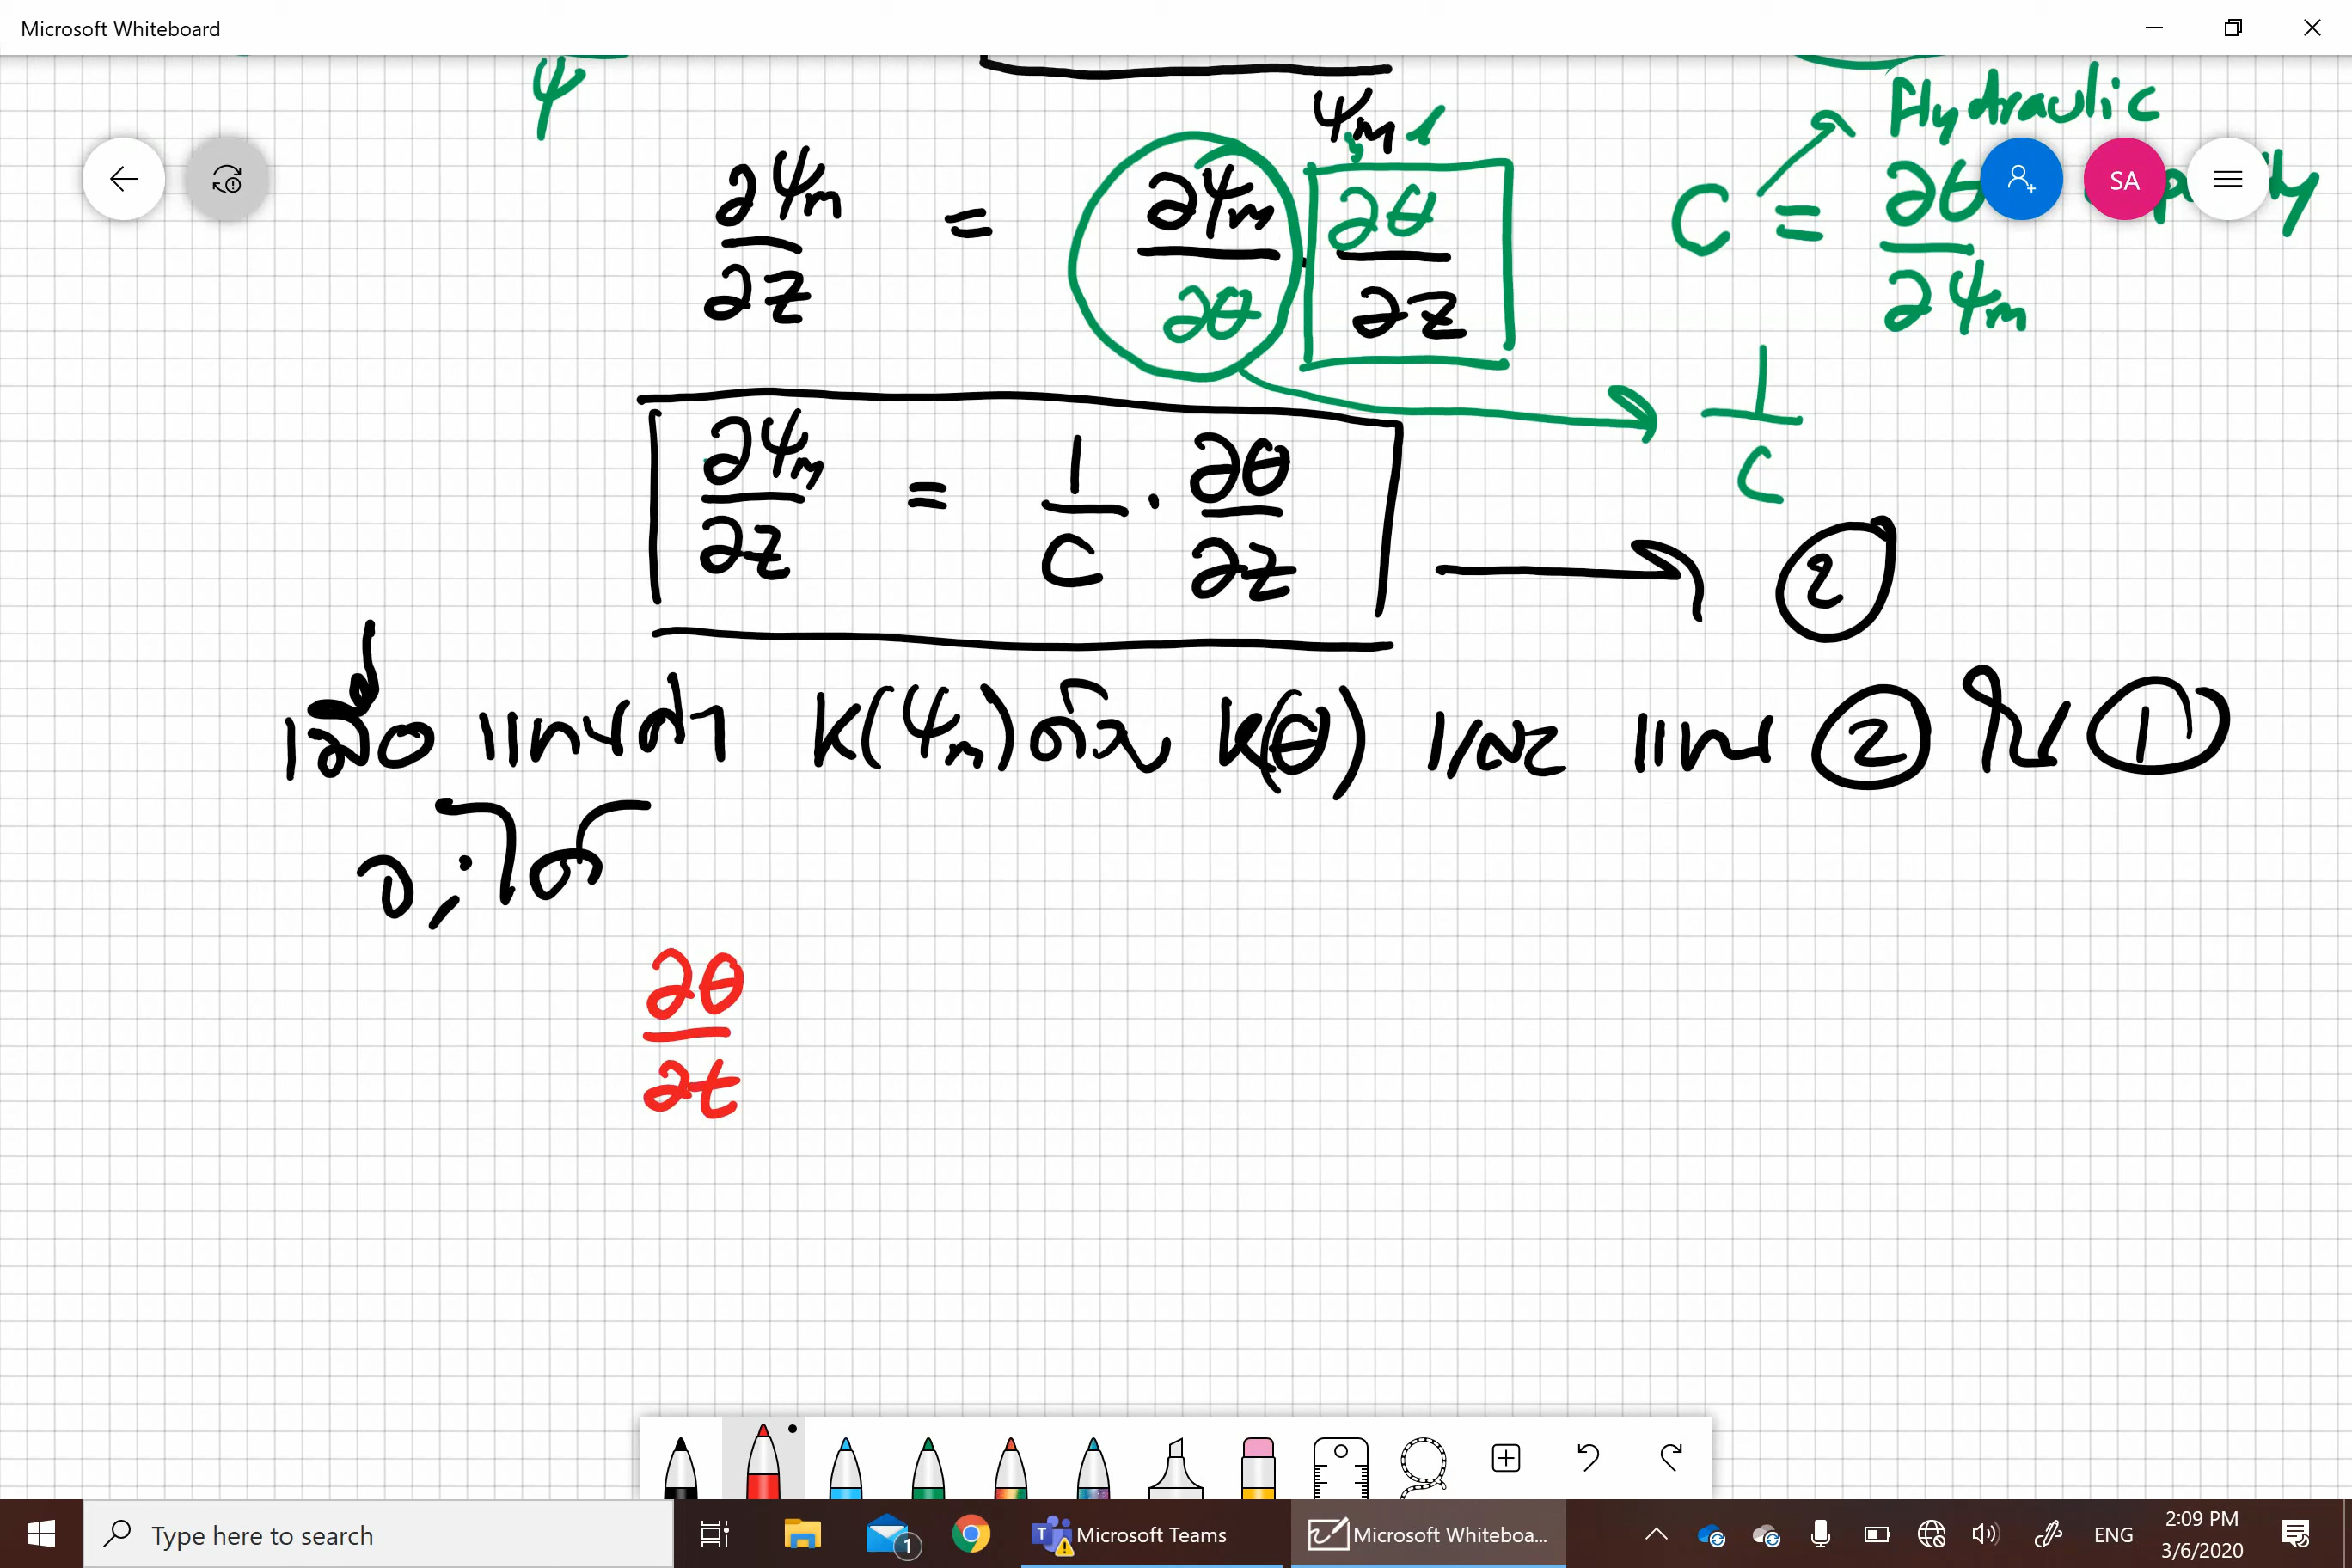 Microsoft Whiteboard
ψ
ψm
Hydraulic
SA
∂ψm/∂z = ∂ψm/∂θ · ∂θ/∂z
C = ∂θ/∂ψm
1/C
∂ψm/∂z = 1/C · ∂θ/∂z
②
เมื่อ แทนค่า K(ψm) ด้วย K(θ) และ แทน ② ใน ①
จะได้
∂θ/∂t
Type here to search
1
Microsoft Teams
Microsoft Whiteboa...
ENG
2:09 PM
3/6/2020